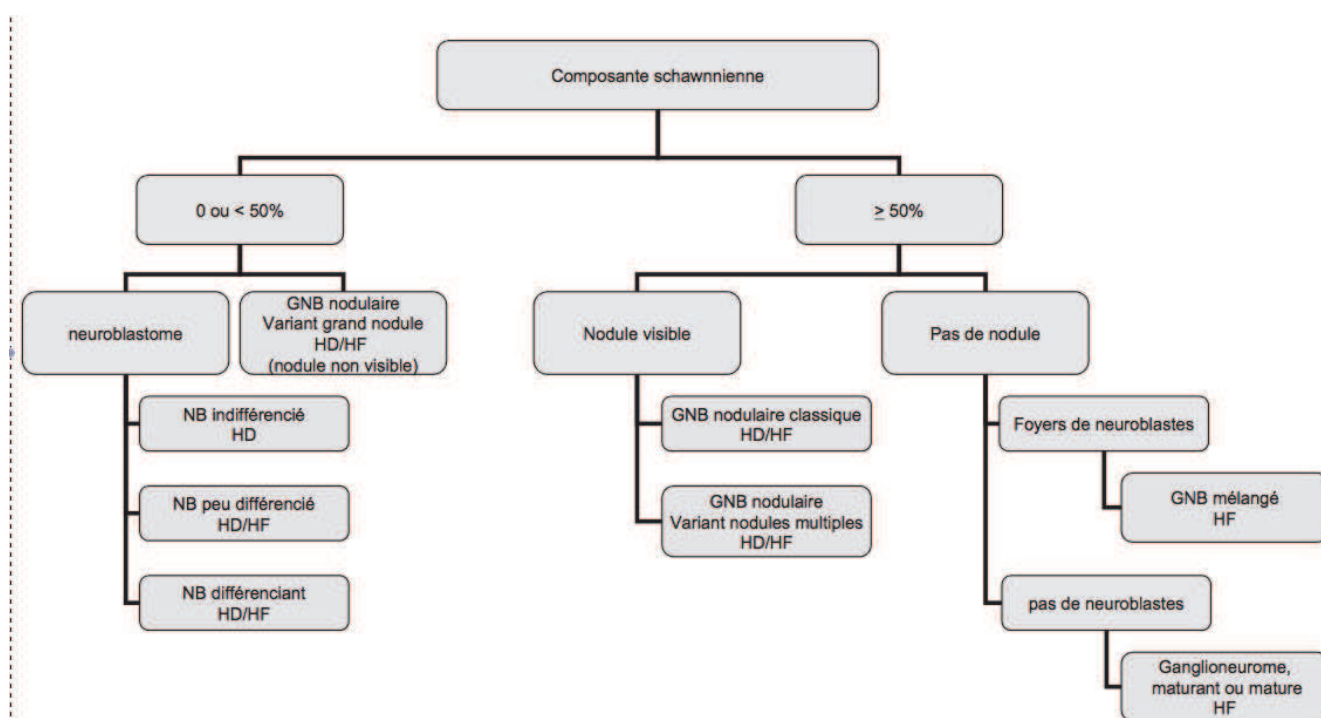 Composante schawnnienne
0 ou < 50%
≥ 50%
neuroblastome
GNB nodulaire
Variant grand nodule
HD/HF
(nodule non visible)
Nodule visible
Pas de nodule
NB indifférencié
HD
NB peu différencié
HD/HF
NB différenciant
HD/HF
GNB nodulaire classique
HD/HF
GNB nodulaire
Variant nodules multiples
HD/HF
Foyers de neuroblastes
GNB mélangé
HF
pas de neuroblastes
Ganglioneurome,
maturant ou mature
HF